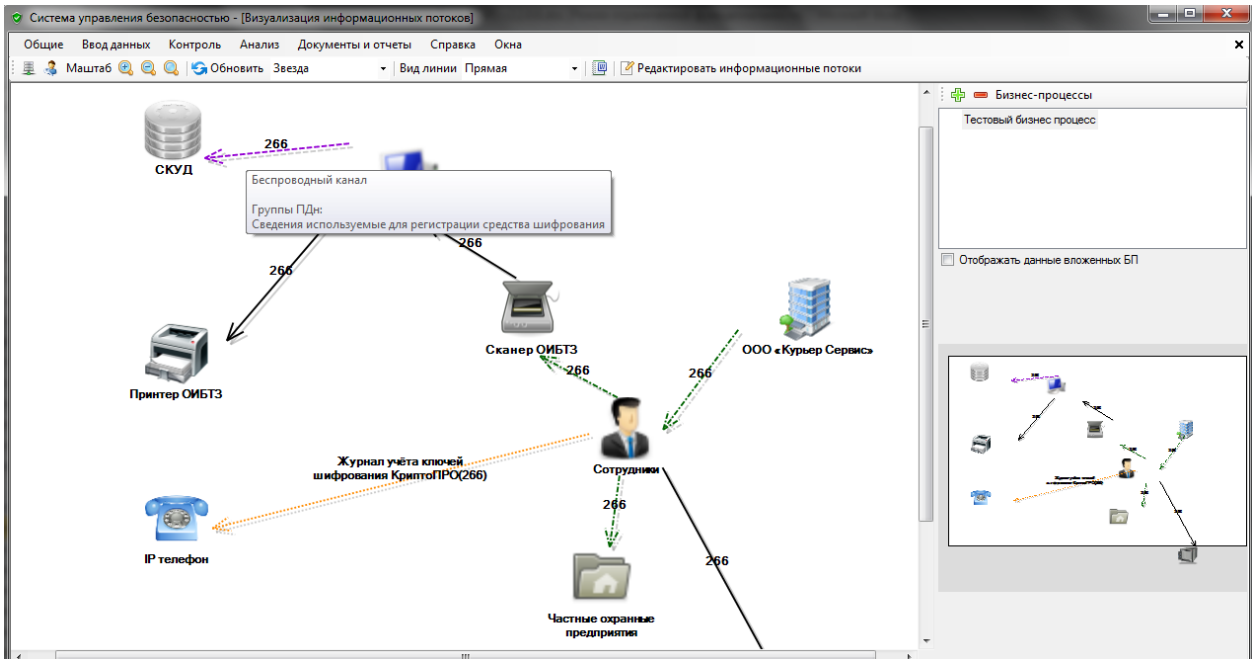 Система управления безопасностью - [Визуализация информационных потоков]
Общие Ввод данных Контроль Анализ Документы и отчеты Справка Окна
Маштаб Обновить Звезда Вид линии Прямая Редактировать информационные потоки
Бизнес-процессы
Тестовый бизнес процесс
Отображать данные вложенных БП
266
СКУД
Беспроводный канал
Группы ПДн:
Сведения используемые для регистрации средства шифрования
266
266
Сканер ОИБТЗ
ООО «Курьер Сервис»
266
266
Принтер ОИБТЗ
Журнал учёта ключей
шифрования КриптоПРО(266)
Сотрудники
266
IP телефон
266
Частные охранные
предприятия